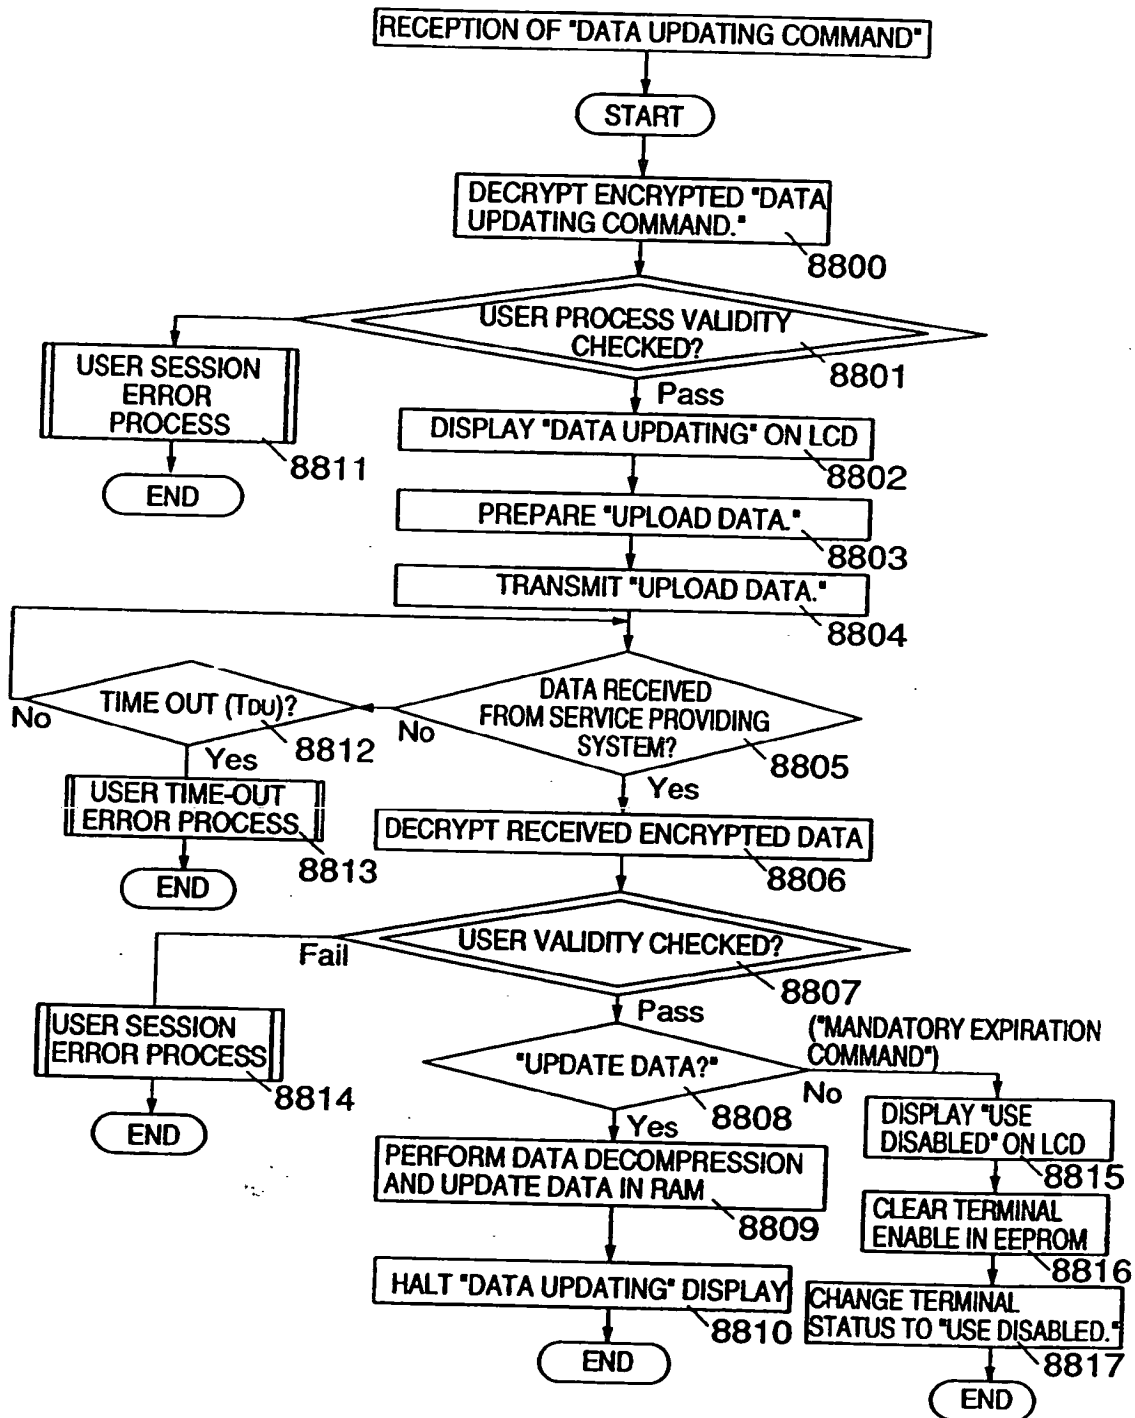 RECEPTION OF "DATA UPDATING COMMAND"
START
DECRYPT ENCRYPTED "DATA
UPDATING COMMAND."
8800
USER PROCESS VALIDITY
CHECKED?
8801
Pass
USER SESSION
ERROR
PROCESS
8811
END
DISPLAY "DATA UPDATING" ON LCD
8802
PREPARE "UPLOAD DATA."
8803
TRANSMIT "UPLOAD DATA."
8804
DATA RECEIVED
FROM SERVICE PROVIDING
SYSTEM?
8805
No
Yes
TIME OUT (TDU)?
8812
No
Yes
USER TIME-OUT
ERROR PROCESS
8813
END
DECRYPT RECEIVED ENCRYPTED DATA
8806
USER VALIDITY CHECKED?
8807
Fail
Pass
USER SESSION
ERROR PROCESS
8814
END
"UPDATE DATA?"
8808
("MANDATORY EXPIRATION
COMMAND")
No
Yes
PERFORM DATA DECOMPRESSION
AND UPDATE DATA IN RAM
8809
HALT "DATA UPDATING" DISPLAY
8810
END
DISPLAY "USE
DISABLED" ON LCD
8815
CLEAR TERMINAL
ENABLE IN EEPROM
8816
CHANGE TERMINAL
STATUS TO "USE DISABLED."
8817
END